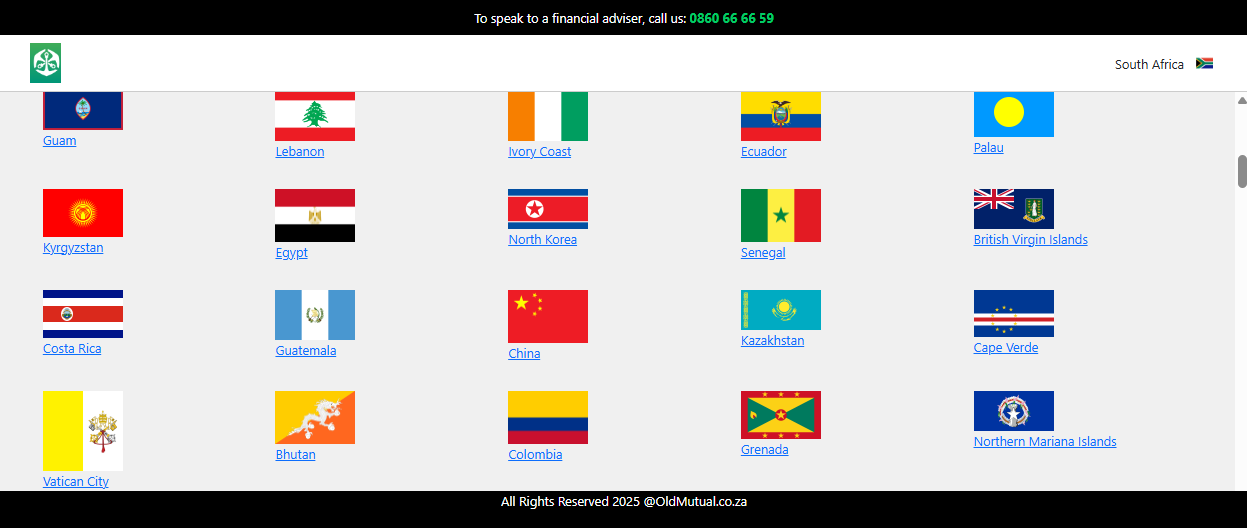 To speak to a financial adviser, call us: 0860 66 66 59
South Africa
Guam
Lebanon
Ivory Coast
Ecuador
Palau
Kyrgyzstan
Egypt
North Korea
Senegal
British Virgin Islands
Costa Rica
Guatemala
China
Kazakhstan
Cape Verde
Vatican City
Bhutan
Colombia
Grenada
Northern Mariana Islands
All Rights Reserved 2025 @OldMutual.co.za